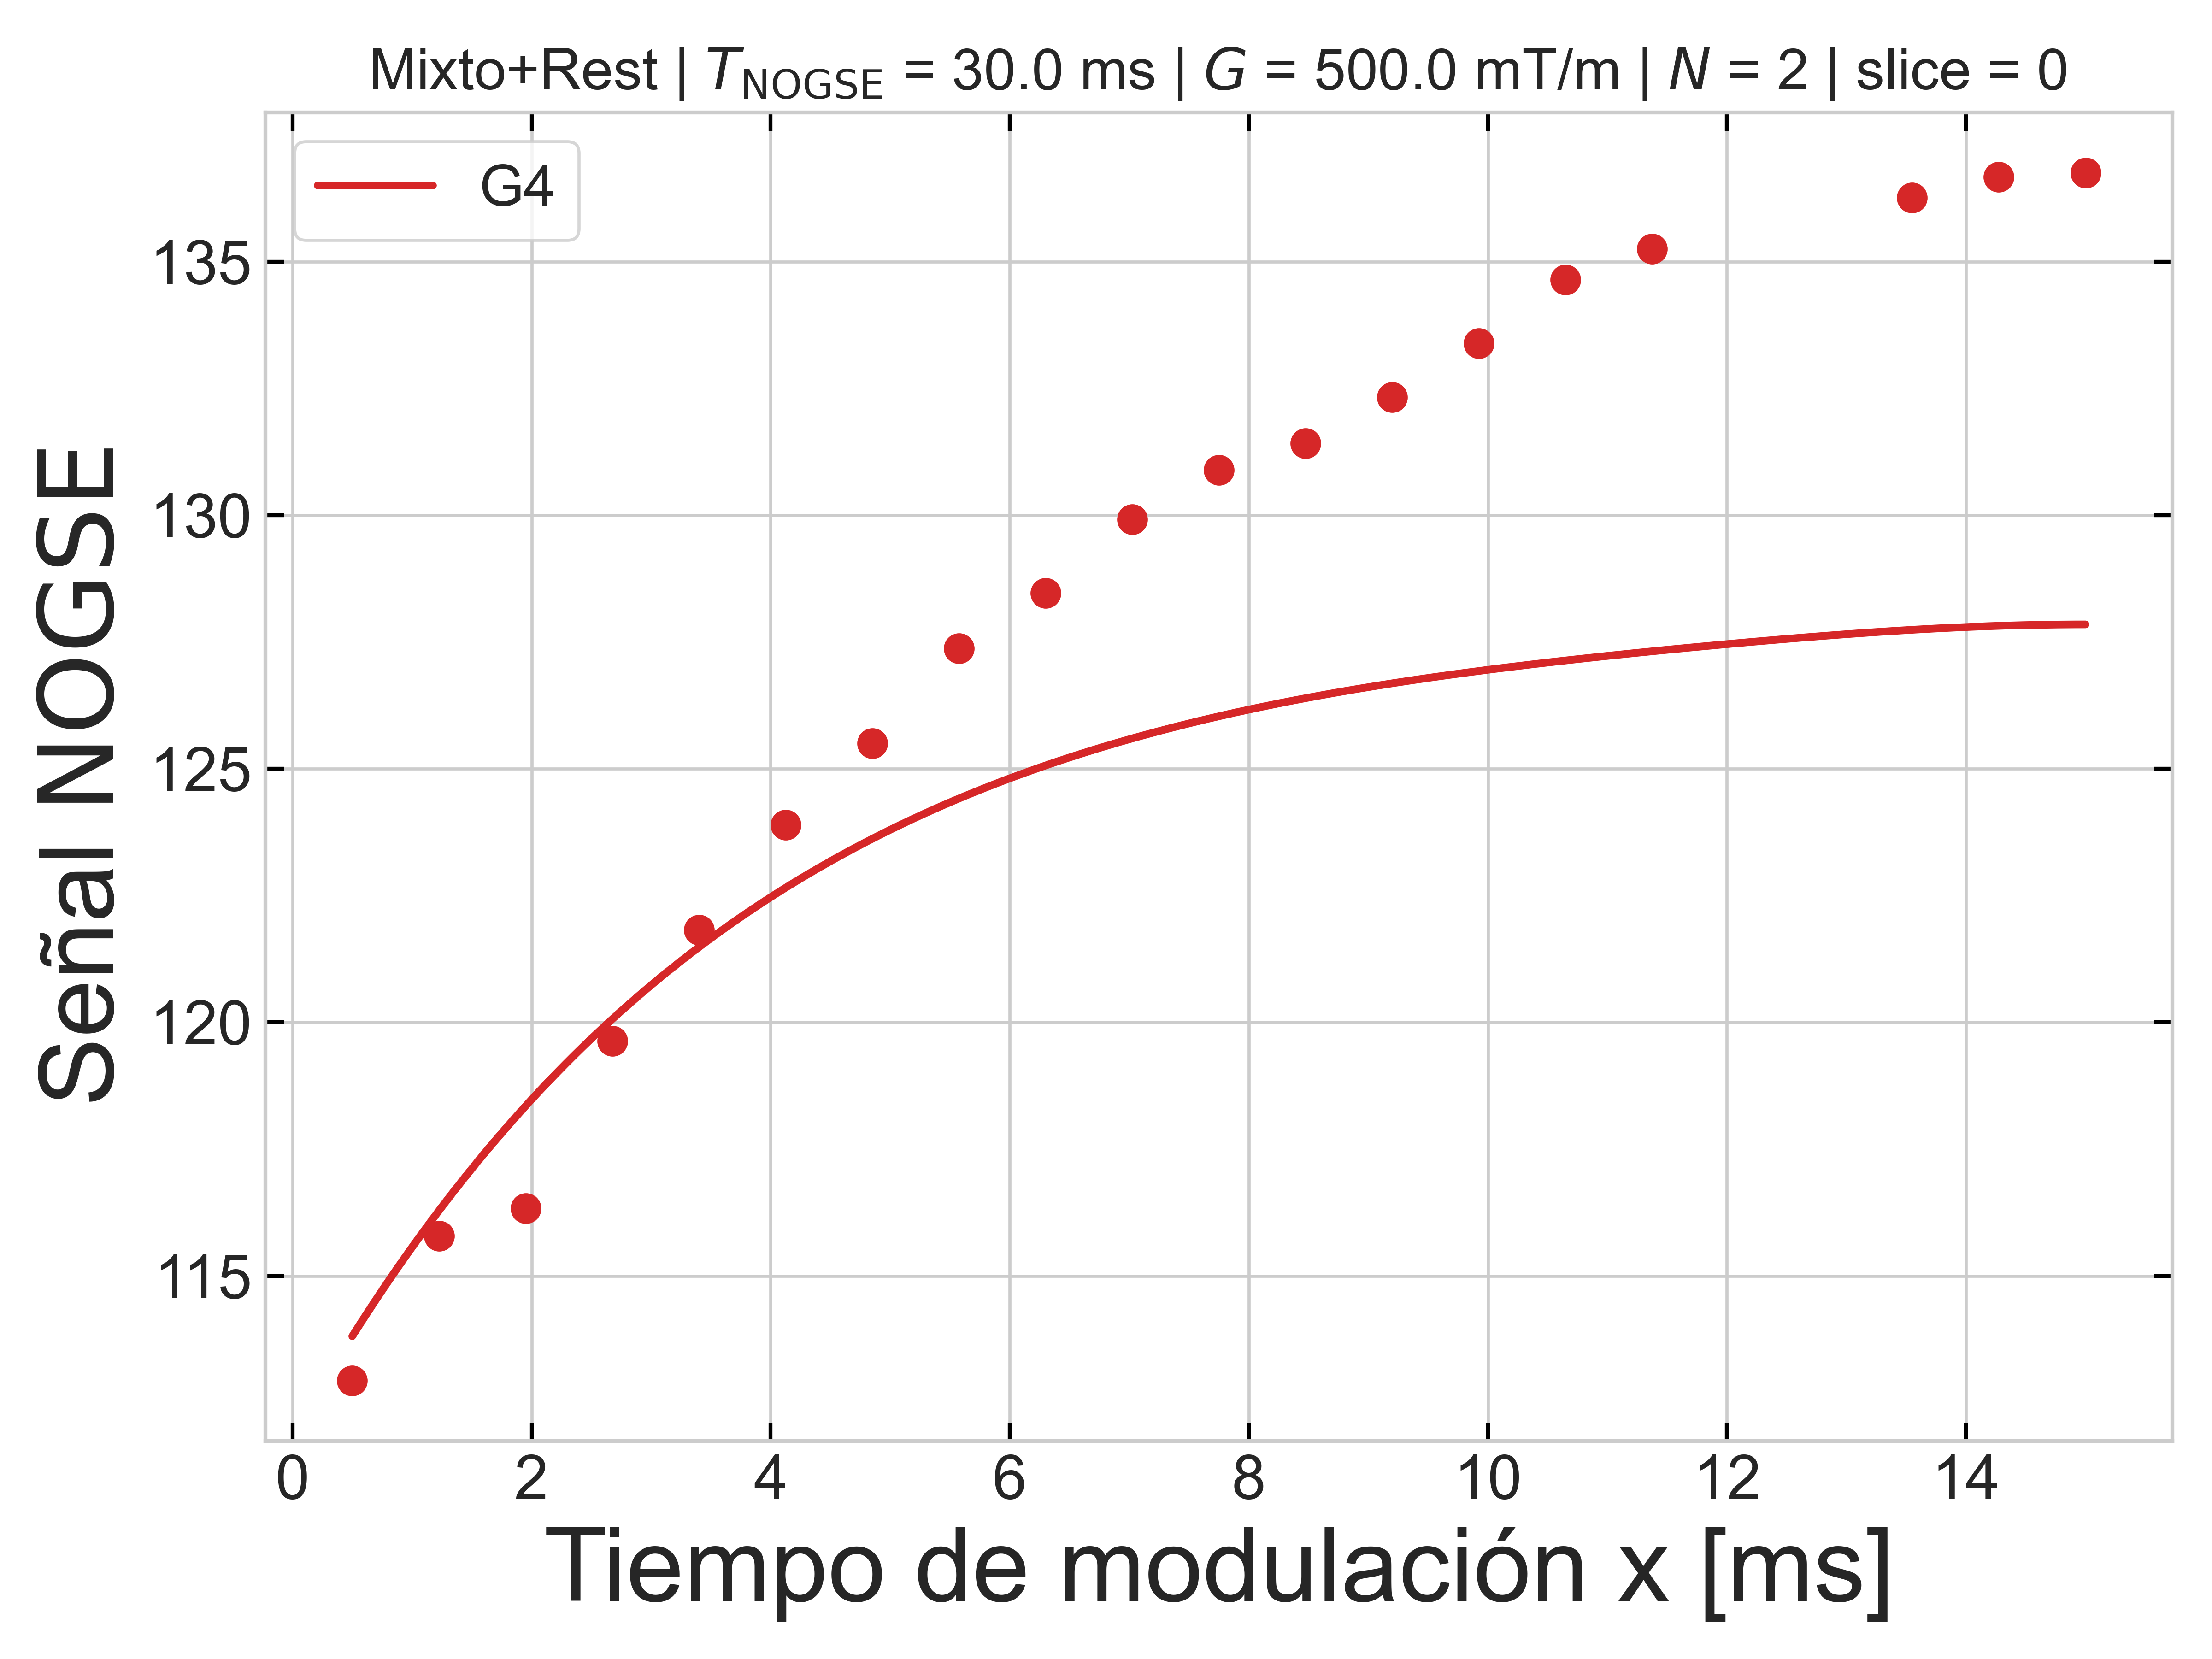 Mixto+Rest | T_NOGSE = 30.0 ms | G = 500.0 mT/m | N = 2 | slice = 0
G4
135
130
125
120
115
Señal NOGSE
0 2 4 6 8 10 12 14
Tiempo de modulación x [ms]